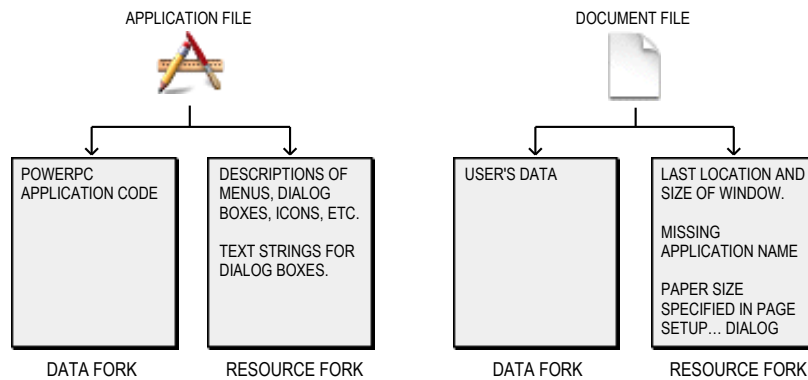 APPLICATION FILE
POWERPC
APPLICATION CODE
DESCRIPTIONS OF
MENUS, DIALOG
BOXES, ICONS, ETC.
TEXT STRINGS FOR
DIALOG BOXES.
DATA FORK
RESOURCE FORK
DOCUMENT FILE
USER'S DATA
LAST LOCATION AND
SIZE OF WINDOW.
MISSING
APPLICATION NAME
PAPER SIZE
SPECIFIED IN PAGE
SETUP… DIALOG
DATA FORK
RESOURCE FORK